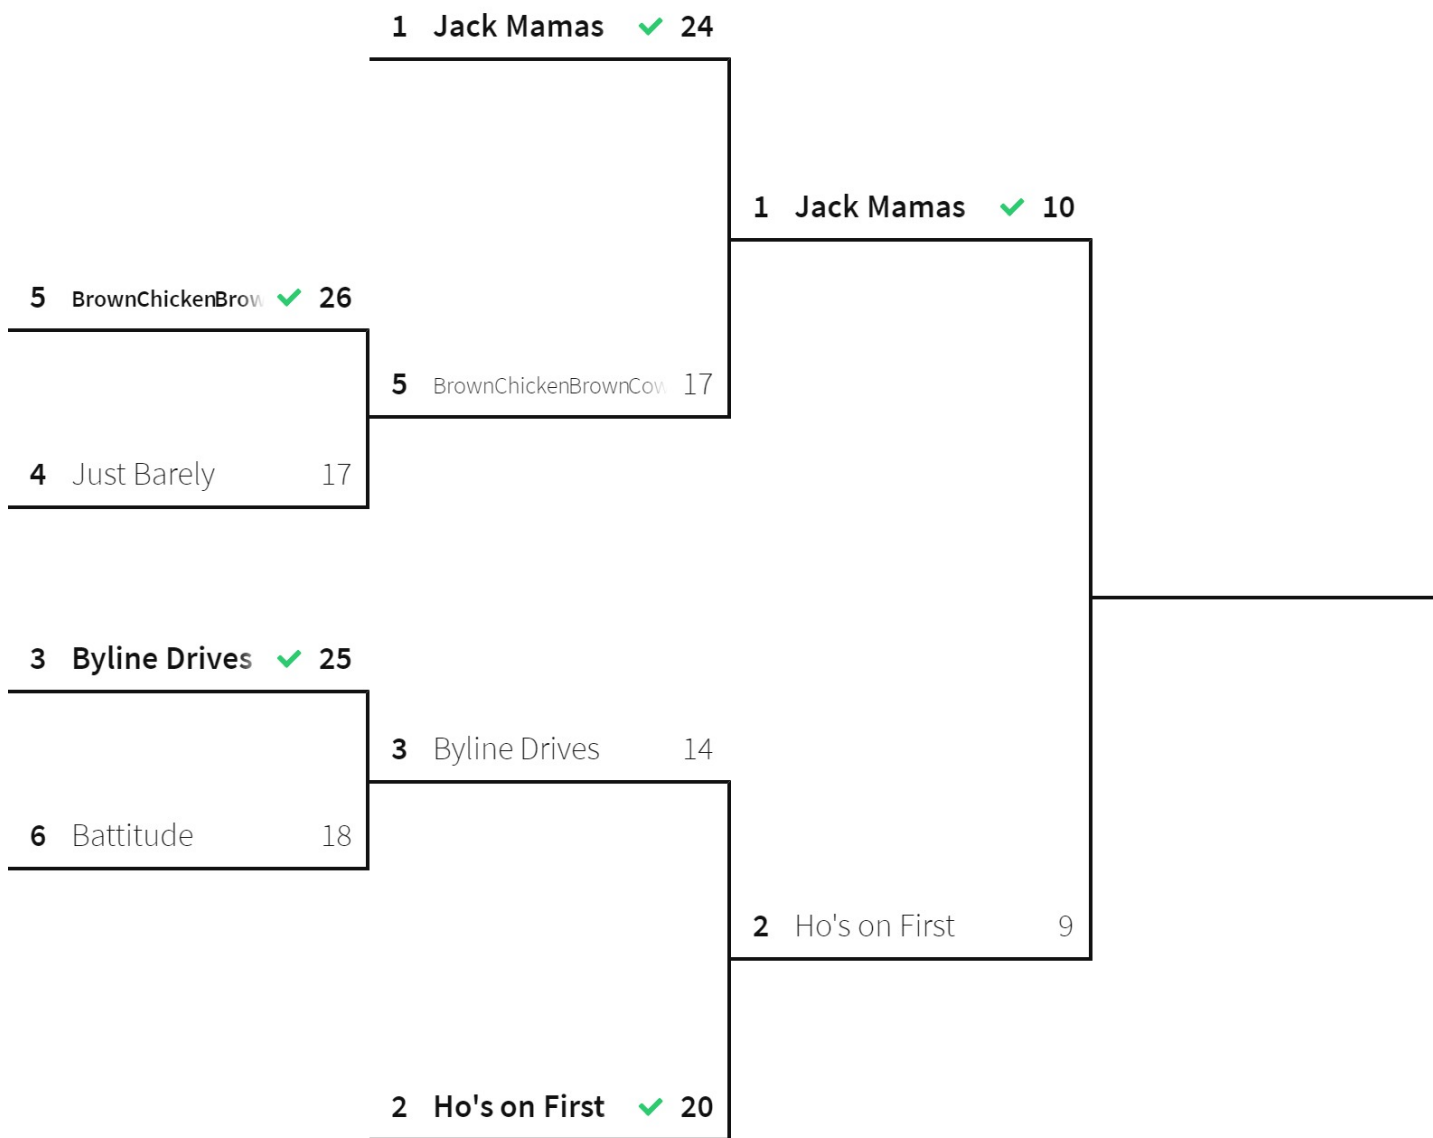 1 Jack Mamas 24
1 Jack Mamas 10
5 BrownChickenBrow 26
5 BrownChickenBrownCow 17
4 Just Barely 17
3 Byline Drives 25
3 Byline Drives 14
6 Battitude 18
2 Ho's on First 9
2 Ho's on First 20